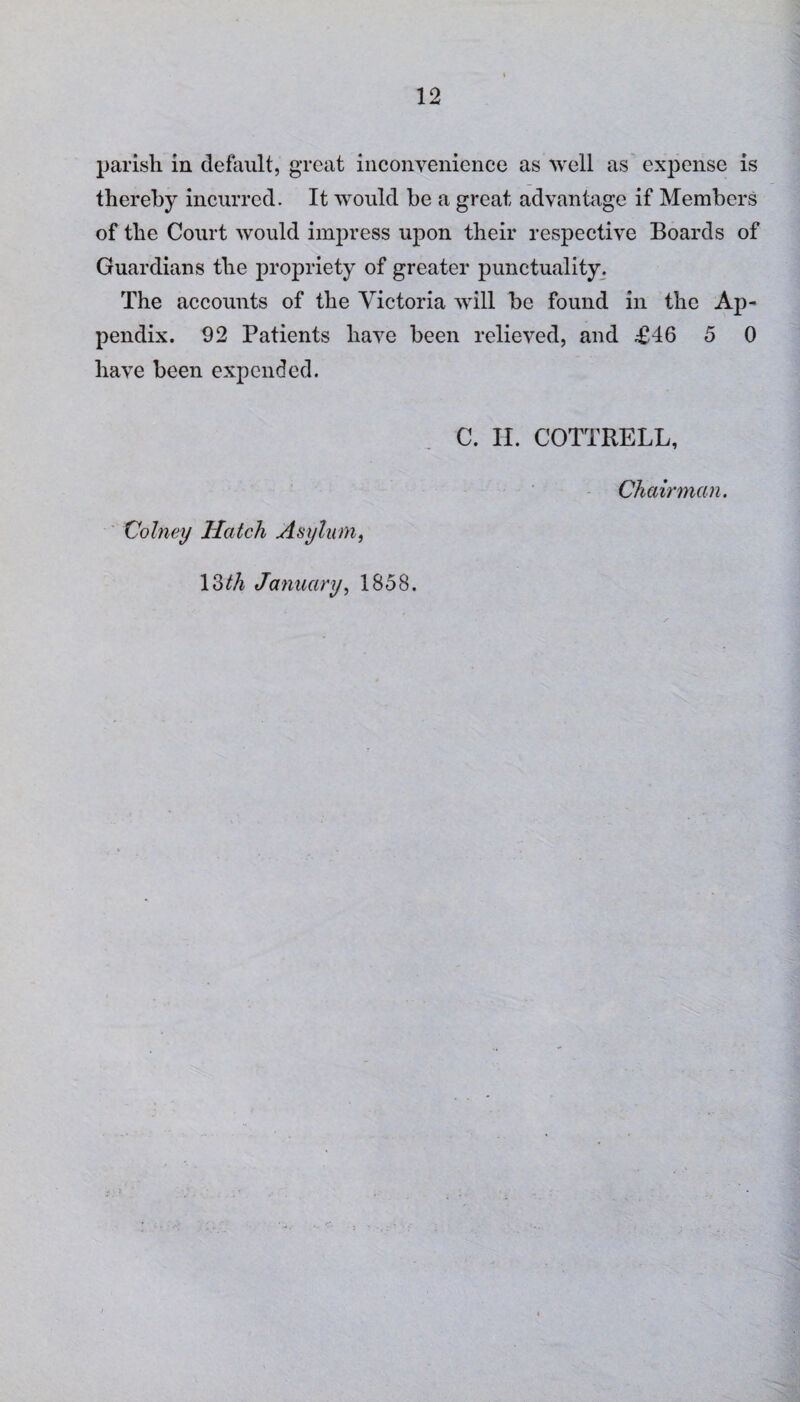 12
parish in default, great inconvenience as well as expense is
thereby incurred. It would be a great advantage if Members
of the Court would impress upon their respective Boards of
Guardians the propriety of greater punctuality.
The accounts of the Victoria will be found in the Ap-
pendix. 92 Patients have been relieved, and £46 5 0
have been expended.
C. H. COTTRELL,
Chairman.
Colney Hatch Asylum,
13th January, 1858.